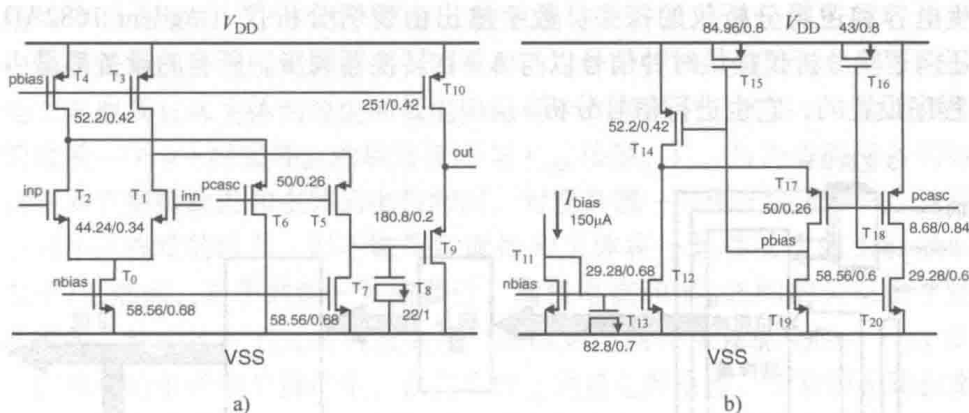 V_DD
pbias
T4
T3
T10
52.2/0.42
251/0.42
out
inp
T2
T1
inn
pcasc
50/0.26
T6
T5
180.8/0.2
T9
44.24/0.34
nbias
T0
T7
T8
58.56/0.68
58.56/0.68
22/1
VSS
a)
84.96/0.8
V_DD
43/0.8
T15
T16
52.2/0.42
T14
T17
50/0.26
pcasc
T18
8.68/0.84
I_bias
150μA
pbias
T11
29.28/0.68
T12
58.56/0.6
29.28/0.6
nbias
T13
T19
T20
82.8/0.7
VSS
b)